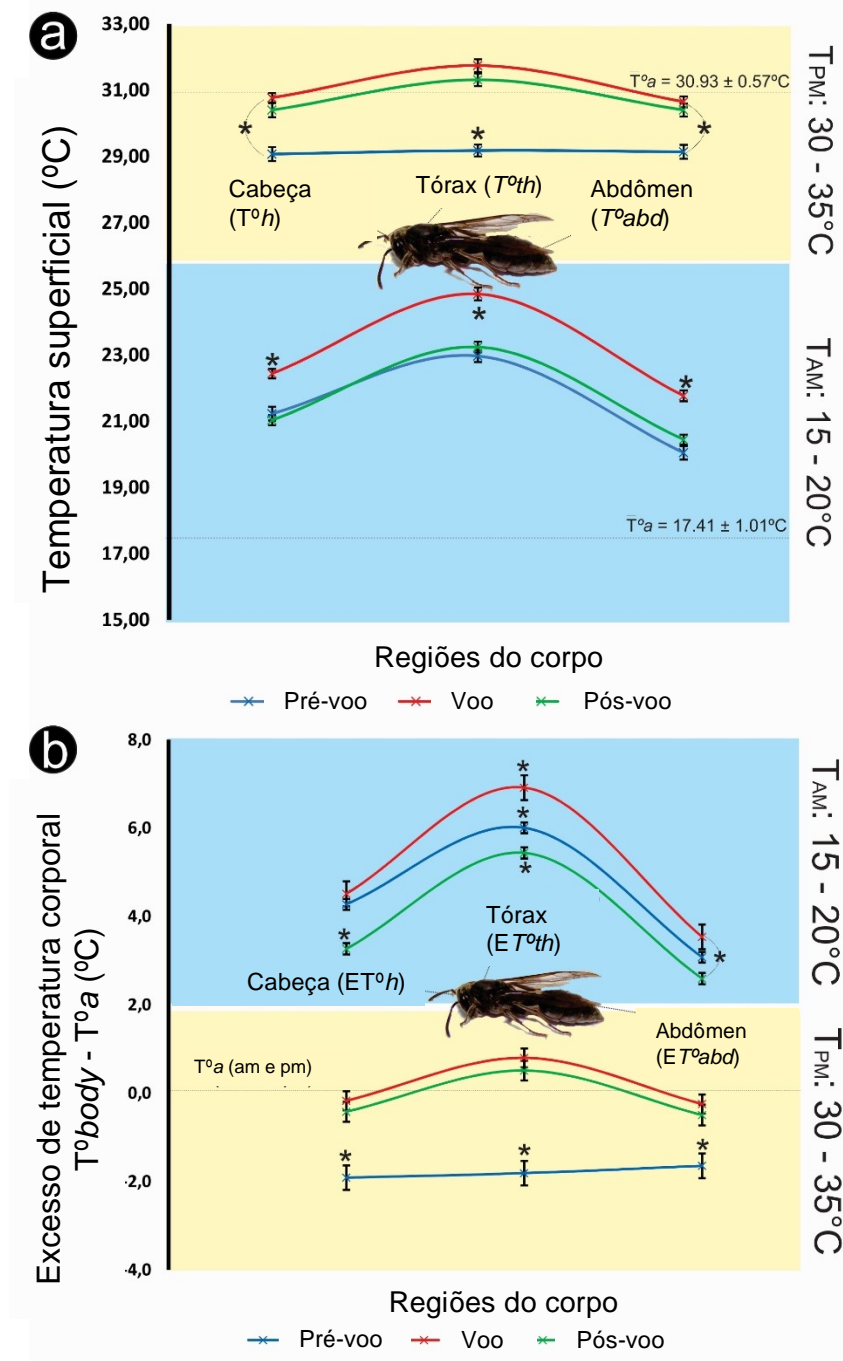 a
Temperatura superficial (ºC)
33,00
31,00
29,00
27,00
25,00
23,00
21,00
19,00
17,00
15,00
Tºa = 30.93 ± 0.57ºC
*
*
*
Cabeça
(Tºh)
Tórax (Tºth)
Abdômen
(Tºabd)
*
*
*
T̅ºa = 17.41 ± 1.01ºC
TPM: 30 - 35°C
TAM: 15 - 20°C
Regiões do corpo
Pré-voo Voo Pós-voo
b
Excesso de temperatura corporal
Tºbody - Tºa (ºC)
8,0
6,0
4,0
2,0
0,0
-2,0
-4,0
*
*
*
*
*
Tórax
(ETºth)
Cabeça (ETºh)
Abdômen
(ETºabd)
Tºa (am e pm)
*
*
*
TAM: 15 - 20°C
TPM: 30 - 35°C
Regiões do corpo
Pré-voo Voo Pós-voo